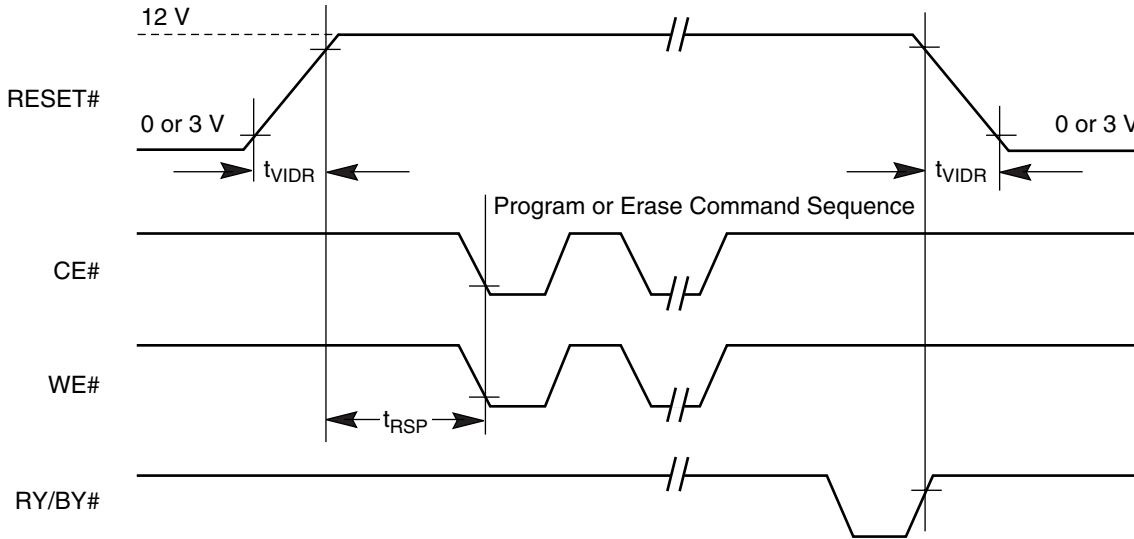 12 V
RESET#
0 or 3 V
0 or 3 V
tVIDR
tVIDR
Program or Erase Command Sequence
CE#
WE#
tRSP
RY/BY#